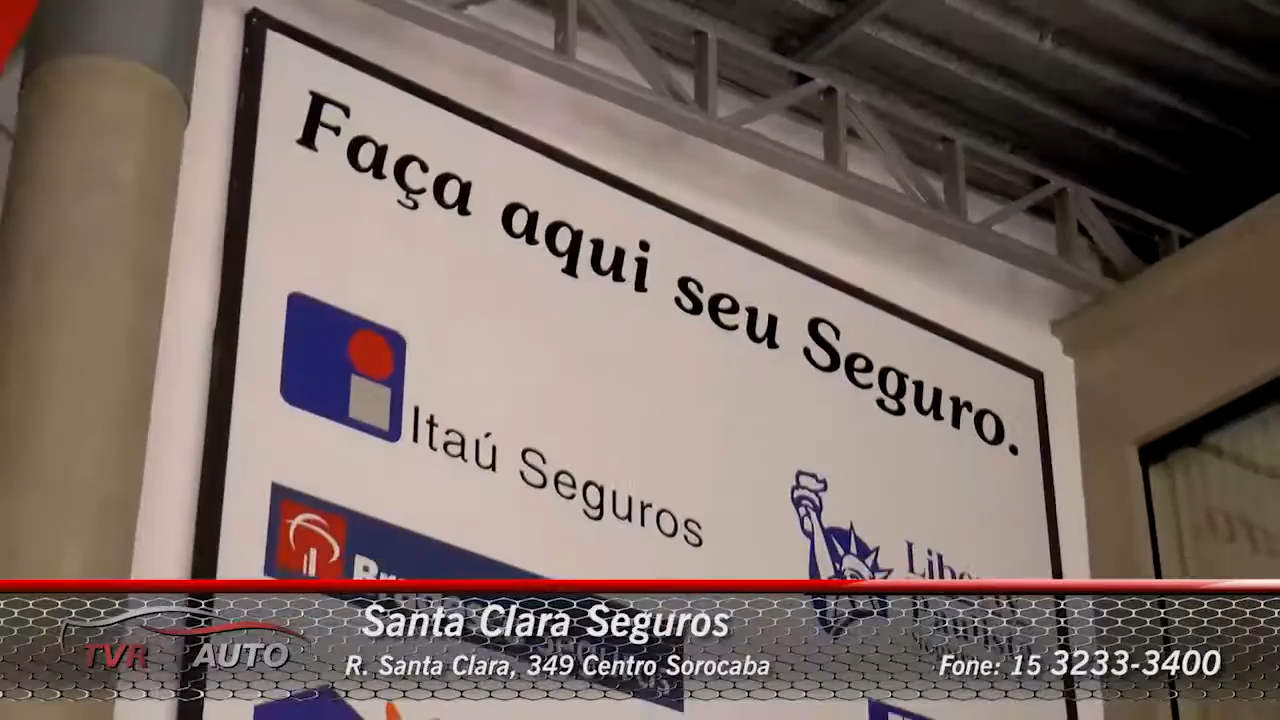 Faça aqui seu Seguro.
Itaú Seguros
Santa Clara Seguros
R. Santa Clara, 349 Centro Sorocaba
Fone: 15 3233-3400
TVR AUTO